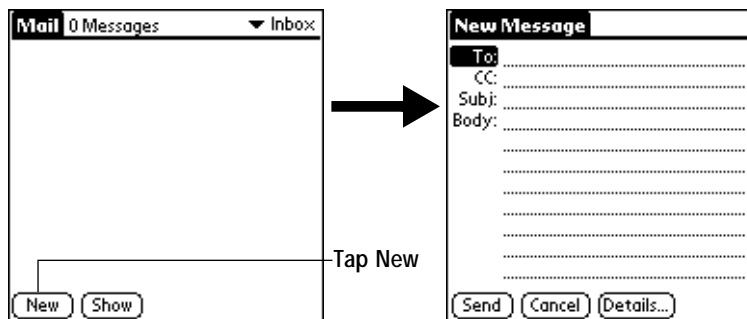 Mail 0 Messages ▼ Inbox
Tap New
New Show
New Message
To:
CC:
Subj:
Body:
Send Cancel Details...